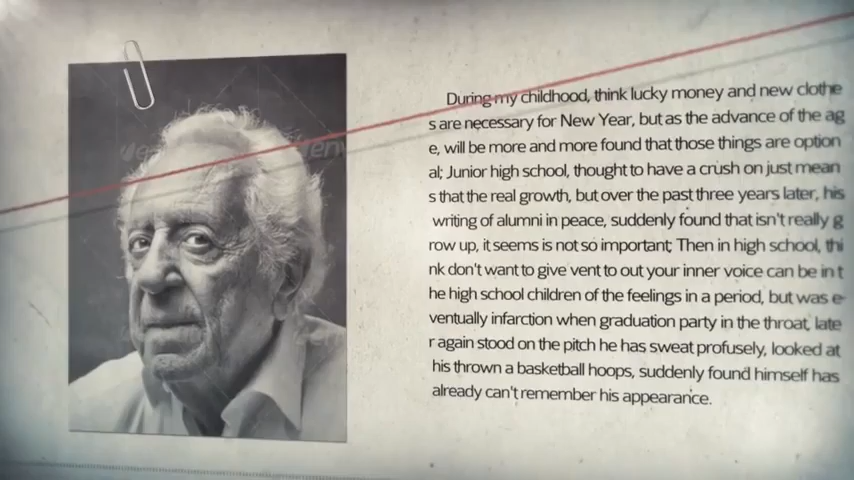 During my childhood, think lucky money and new clothe
s are necessary for New Year, but as the advance of the ag
e, will be more and more found that those things are option
al; Junior high school, thought to have a crush on just mean
s that the real growth, but over the past three years later, his
writing of alumni in peace, suddenly found that isn't really g
row up, it seems is not so important; Then in high school, thi
nk don't want to give vent to out your inner voice can be in t
he high school children of the feelings in a period, but was e-
ventually infarction when graduation party in the throat, late
r again stood on the pitch he has sweat profusely, looked at
his thrown a basketball hoops, suddenly found himself has
already can't remember his appearance.